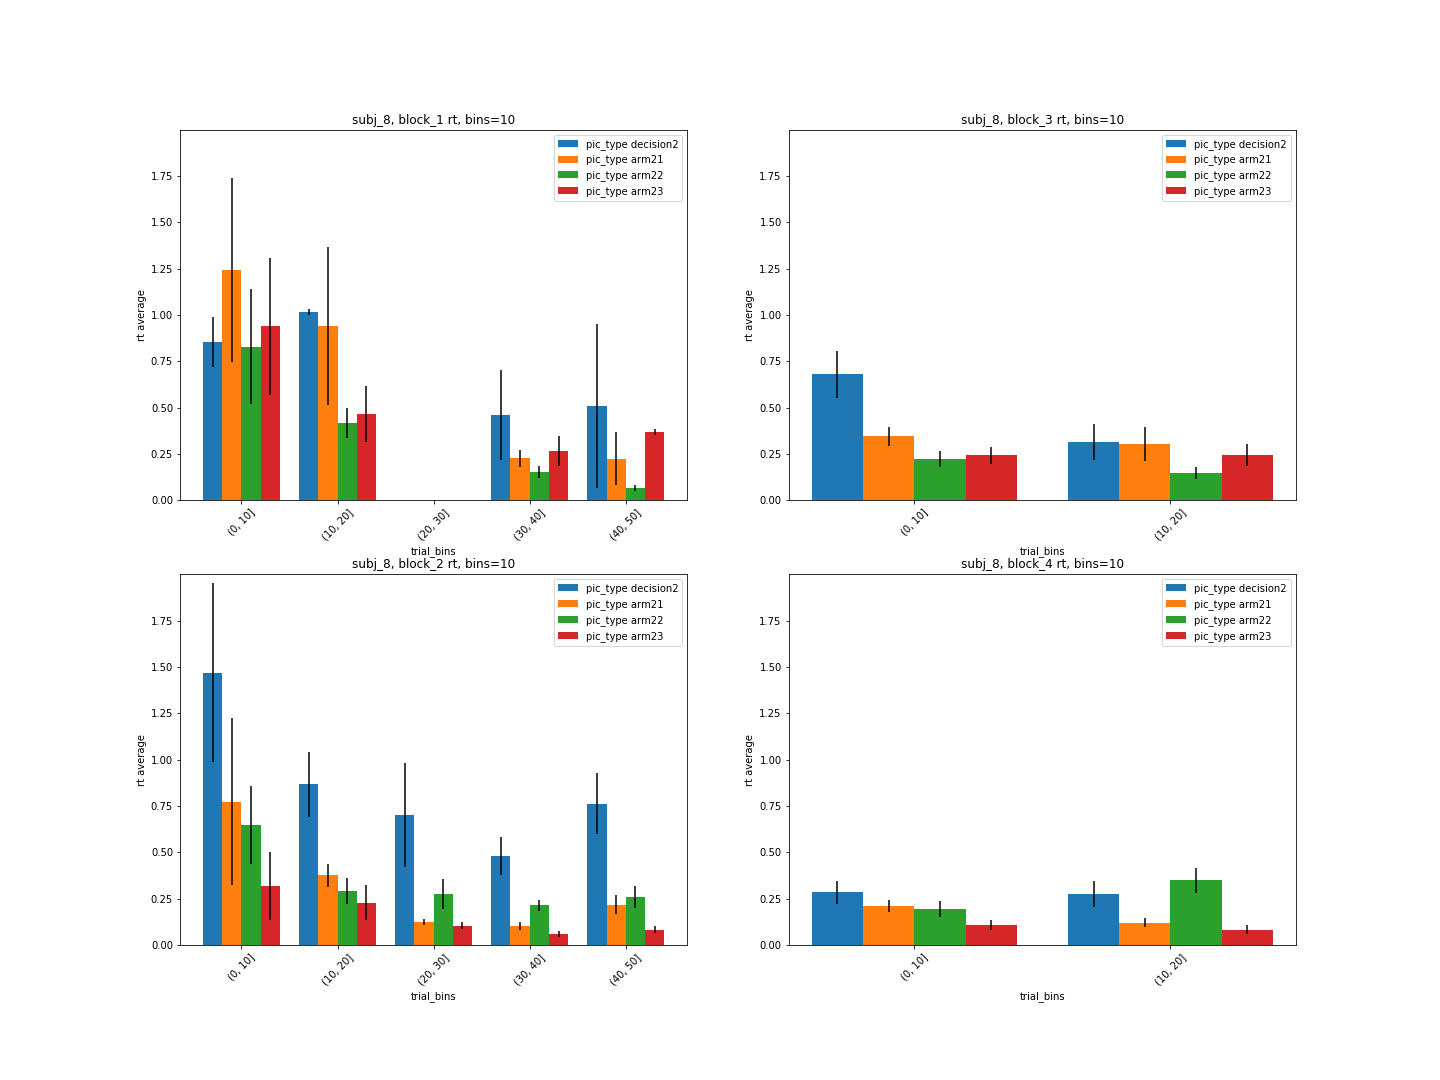 subj_8, block_1 rt, bins=10
pic_type decision2
pic_type arm21
pic_type arm22
pic_type arm23
1.75
1.50
1.25
1.00
0.75
0.50
0.25
0.00
rt average
(0, 10]
(10, 20]
(20, 30]
(30, 40]
(40, 50]
trial_bins
subj_8, block_3 rt, bins=10
pic_type decision2
pic_type arm21
pic_type arm22
pic_type arm23
1.75
1.50
1.25
1.00
0.75
0.50
0.25
0.00
rt average
(0, 10]
(10, 20]
trial_bins
subj_8, block_2 rt, bins=10
pic_type decision2
pic_type arm21
pic_type arm22
pic_type arm23
1.75
1.50
1.25
1.00
0.75
0.50
0.25
0.00
rt average
(0, 10]
(10, 20]
(20, 30]
(30, 40]
(40, 50]
trial_bins
subj_8, block_4 rt, bins=10
pic_type decision2
pic_type arm21
pic_type arm22
pic_type arm23
1.75
1.50
1.25
1.00
0.75
0.50
0.25
0.00
rt average
(0, 10]
(10, 20]
trial_bins